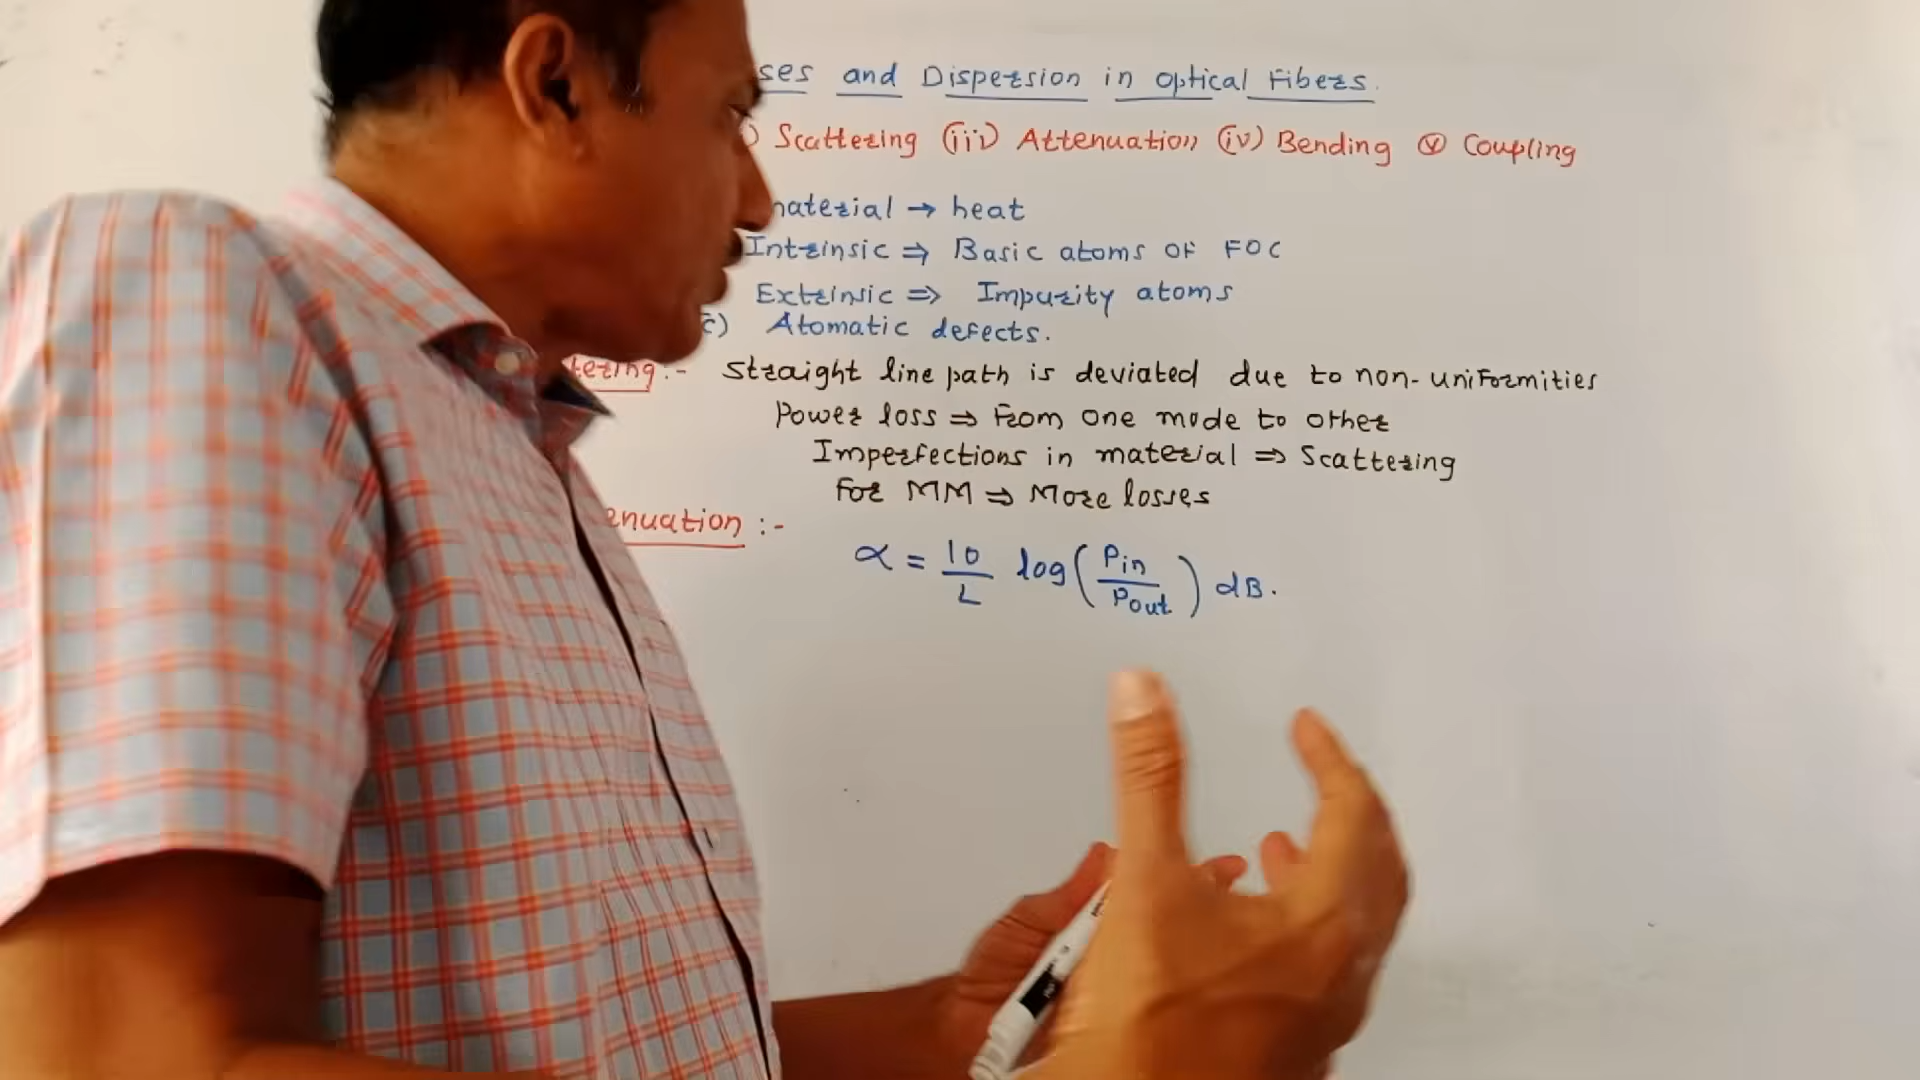 ses and Dispersion in optical Fibers.
) Scattering (iii) Attenuation (iv) Bending (v) Coupling
material → heat
Intrinsic ⇒ Basic atoms of FOC
Extrinsic ⇒ Impurity atoms
c) Atomatic defects.
tering :- Straight line path is deviated due to non-uniformities
Power loss ⇒ From one mode to other
Imperfections in material ⇒ Scattering
For MM ⇒ More losses
enuation :-
α = 10/L log(Pin/Pout) dB.